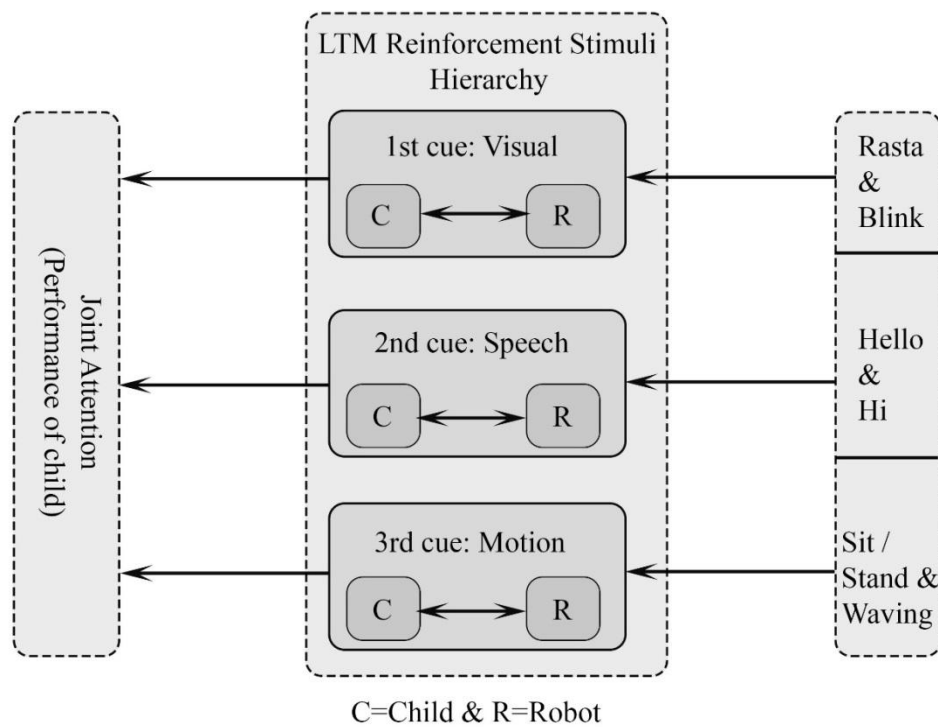 LTM Reinforcement Stimuli
Hierarchy
Joint Attention
(Performance of child)
1st cue: Visual
C
R
2nd cue: Speech
C
R
3rd cue: Motion
C
R
Rasta
&
Blink
Hello
&
Hi
Sit /
Stand &
Waving
C=Child & R=Robot